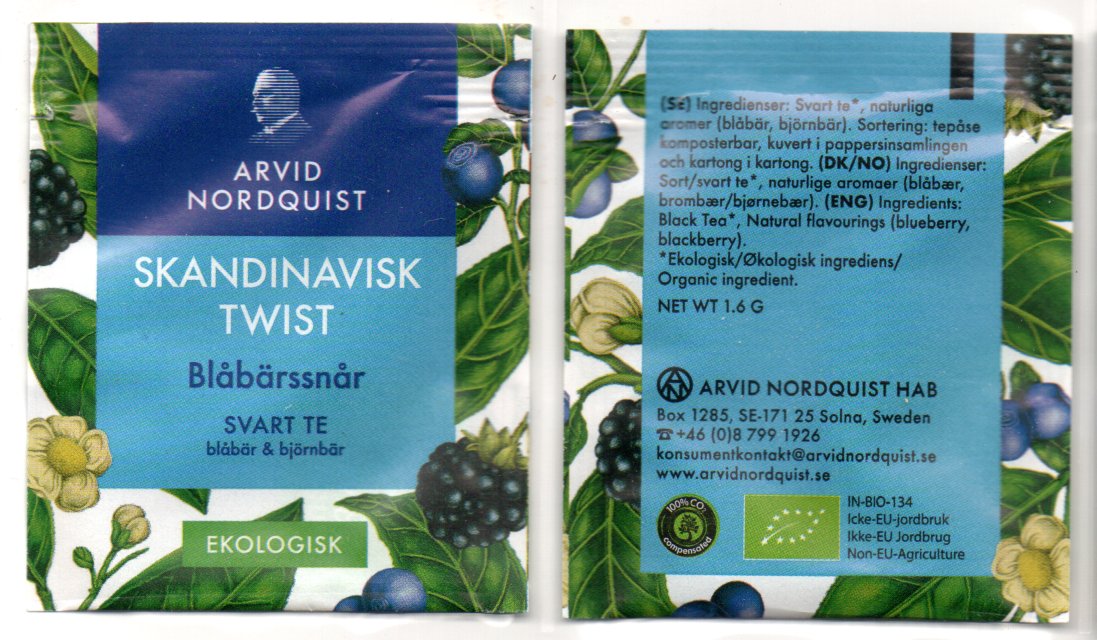 ARVID
NORDQUIST
SKANDINAVISK
TWIST
Blåbärssnår
SVART TE
blåbär & björnbär
EKOLOGISK
(SE) Ingredienser: Svart te*, naturliga
aromer (blåbär, björnbär). Sortering: tepåse
komposterbar, kuvert i pappersinsamlingen
och kartong i kartong. (DK/NO) Ingredienser:
Sort/svart te*, naturlige aromaer (blåbær,
brombær/bjørnebær). (ENG) Ingredients:
Black Tea*, Natural flavourings (blueberry,
blackberry).
*Ekologisk/Økologisk ingrediens/
Organic ingredient.
NET WT 1.6 G
ARVID NORDQUIST HAB
Box 1285, SE-171 25 Solna, Sweden
☎+46 (0)8 799 1926
konsumentkontakt@arvidnordquist.se
www.arvidnordquist.se
100% CO₂
compensated
IN-BIO-134
Icke-EU-jordbruk
Ikke-EU Jordbrug
Non-EU-Agriculture